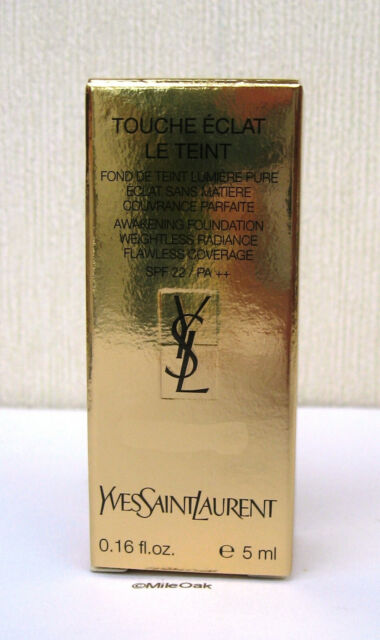 TOUCHE ÉCLAT
LE TEINT
FOND DE TEINT LUMIÈRE PURE
ÉCLAT SANS MATIÈRE
COUVRANCE PARFAITE
AWAKENING FOUNDATION
WEIGHTLESS RADIANCE
FLAWLESS COVERAGE
SPF 22 / PA ++
YSL
YVESSAINTLAURENT
0.16 fl.oz. e 5 ml
©MileOak